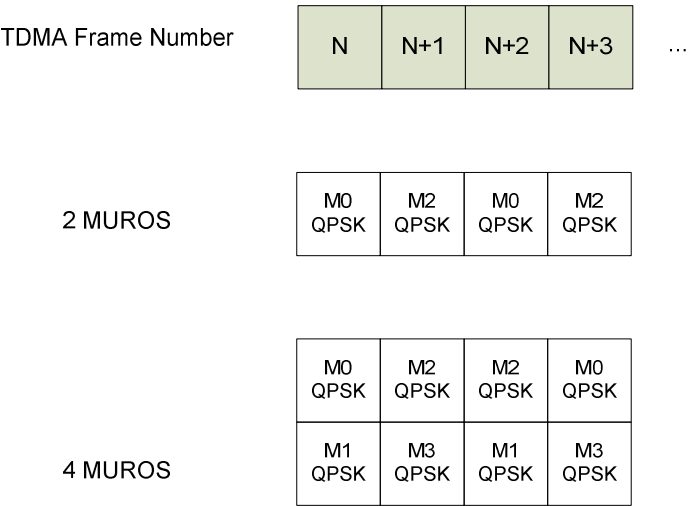 TDMA Frame Number N N+1 N+2 N+3 ...
M0 M2 M0 M2
2 MUROS QPSK QPSK QPSK QPSK
M0 M2 M2 M0
QPSK QPSK QPSK QPSK
M1 M3 M1 M3
4 MUROS QPSK QPSK QPSK QPSK